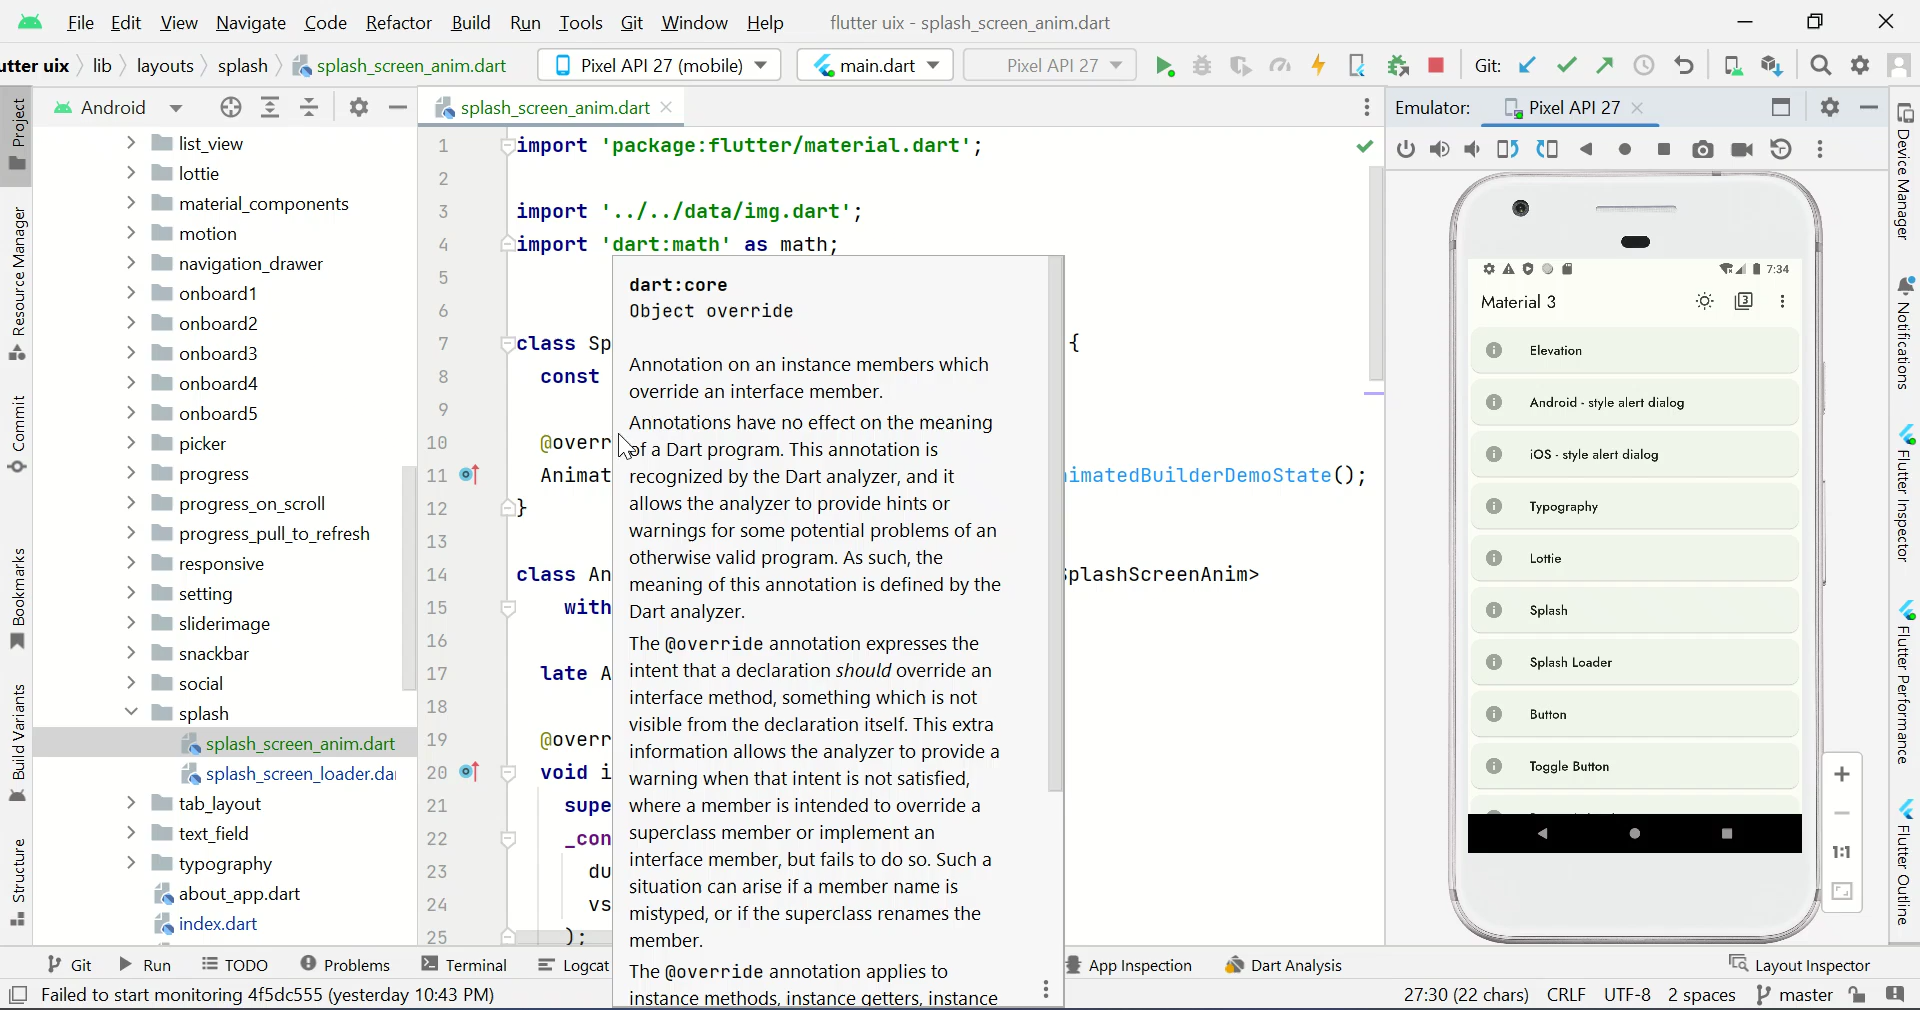 File Edit View Navigate Code Refactor Build Run Tools Git Window Help flutter uix - splash_screen_anim.dart
utter uix lib layouts splash splash_screen_anim.dart Pixel API 27 (mobile) main.dart Pixel API 27 Git:
Android
splash_screen_anim.dart
Emulator: Pixel API 27
Project
Resource Manager
Commit
Bookmarks
Build Variants
Structure
list_view
lottie
material_components
motion
navigation_drawer
onboard1
onboard2
onboard3
onboard4
onboard5
picker
progress
progress_on_scroll
progress_pull_to_refresh
responsive
setting
sliderimage
snackbar
social
splash
splash_screen_anim.dart
splash_screen_loader.da
tab_layout
text_field
typography
about_app.dart
index.dart
1 import 'package:flutter/material.dart';
2
3 import '../../data/img.dart';
4 import 'dart:math' as math;
5
6
7 class Sp {
8 const
9
10 @overr
11 Animat imatedBuilderDemoState();
12 }
13
14 class An SplashScreenAnim>
15 with
16
17 late A
18
19 @overr
20 void i
21 supe
22 _con
23 du
24 vs
25 );
dart:core
Object override
Annotation on an instance members which
override an interface member.
Annotations have no effect on the meaning
of a Dart program. This annotation is
recognized by the Dart analyzer, and it
allows the analyzer to provide hints or
warnings for some potential problems of an
otherwise valid program. As such, the
meaning of this annotation is defined by the
Dart analyzer.
The @override annotation expresses the
intent that a declaration should override an
interface method, something which is not
visible from the declaration itself. This extra
information allows the analyzer to provide a
warning when that intent is not satisfied,
where a member is intended to override a
superclass member or implement an
interface member, but fails to do so. Such a
situation can arise if a member name is
mistyped, or if the superclass renames the
member.
The @override annotation applies to
instance methods, instance getters, instance
7:34
Material 3
3
Elevation
Android - style alert dialog
iOS - style alert dialog
Typography
Lottie
Splash
Splash Loader
Button
Toggle Button
1:1
Device Manager
Notifications
Flutter Inspector
Flutter Performance
Flutter Outline
Git Run TODO Problems Terminal Logcat App Inspection Dart Analysis Layout Inspector
Failed to start monitoring 4f5dc555 (yesterday 10:43 PM) 27:30 (22 chars) CRLF UTF-8 2 spaces master